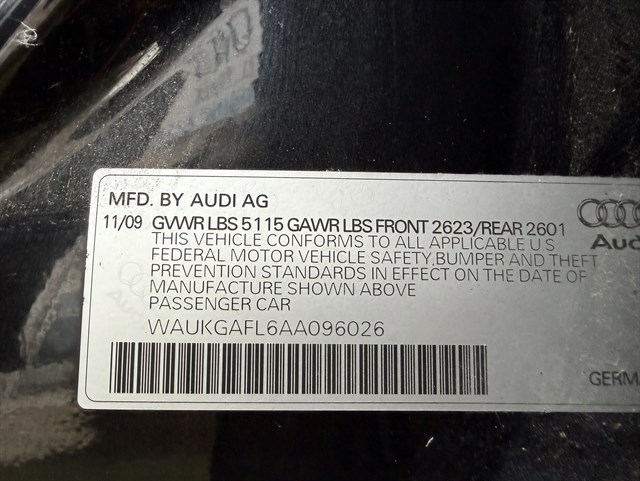 MFD. BY AUDI AG
11/09 GVWR LBS 5115 GAWR LBS FRONT 2623/REAR 2601
THIS VEHICLE CONFORMS TO ALL APPLICABLE U S
FEDERAL MOTOR VEHICLE SAFETY,BUMPER AND THEFT
PREVENTION STANDARDS IN EFFECT ON THE DATE OF
MANUFACTURE SHOWN ABOVE
PASSENGER CAR
WAUKGAFL6AA096026
Aud
GERMA